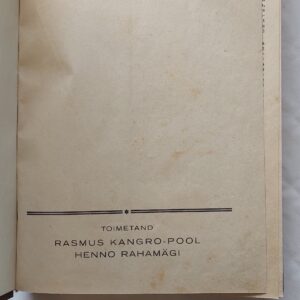 TOIMETAND
RASMUS KANGRO-POOL
HENNO RAHAMÄGI